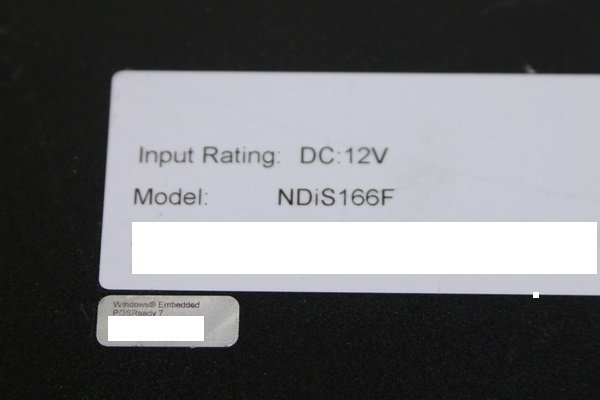 Input Rating: DC:12V
Model: NDiS166F
Windows® Embedded
POSReady 7